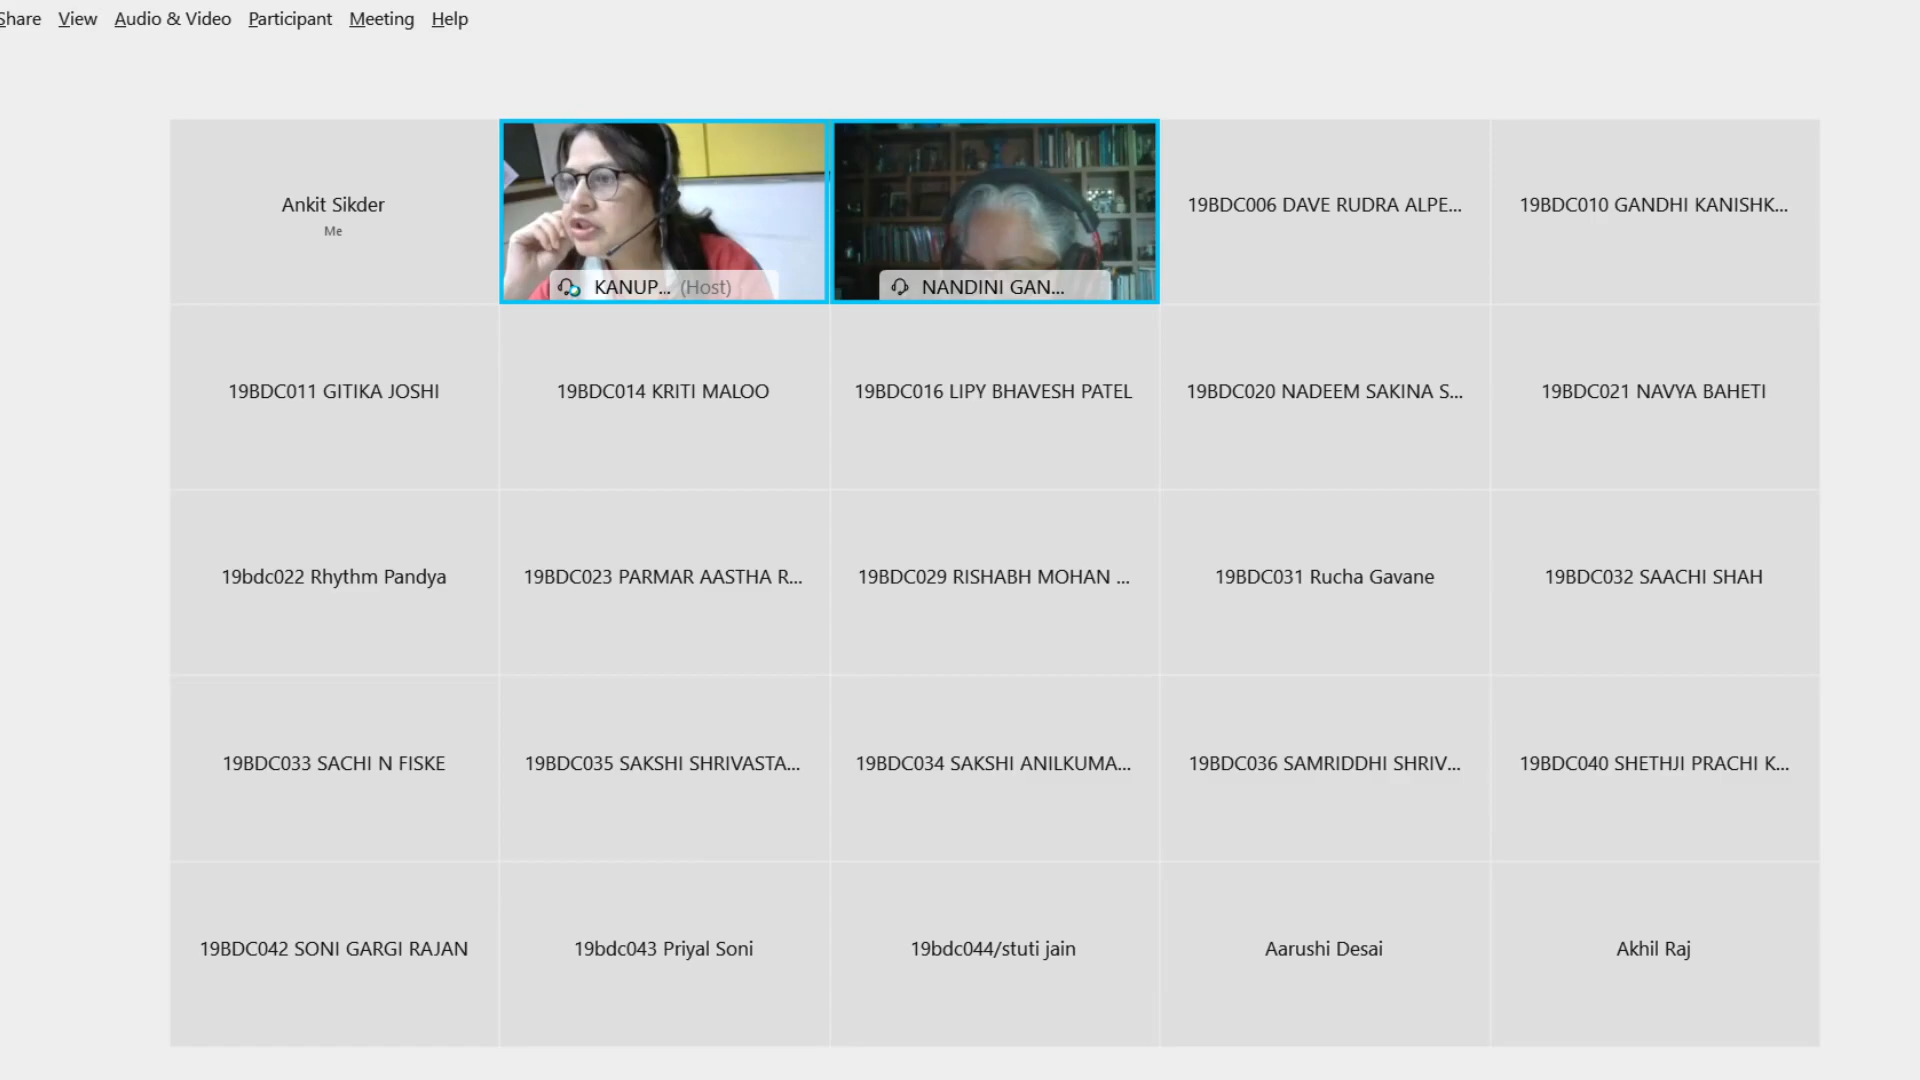 Share View Audio & Video Participant Meeting Help
Ankit Sikder
Me
KANUP... (Host)
NANDINI GAN...
19BDC006 DAVE RUDRA ALPE...
19BDC010 GANDHI KANISHK...
19BDC011 GITIKA JOSHI
19BDC014 KRITI MALOO
19BDC016 LIPY BHAVESH PATEL
19BDC020 NADEEM SAKINA S...
19BDC021 NAVYA BAHETI
19bdc022 Rhythm Pandya
19BDC023 PARMAR AASTHA R...
19BDC029 RISHABH MOHAN ...
19BDC031 Rucha Gavane
19BDC032 SAACHI SHAH
19BDC033 SACHI N FISKE
19BDC035 SAKSHI SHRIVASTA...
19BDC034 SAKSHI ANILKUMA...
19BDC036 SAMRIDDHI SHRIV...
19BDC040 SHETHJI PRACHI K...
19BDC042 SONI GARGI RAJAN
19bdc043 Priyal Soni
19bdc044/stuti jain
Aarushi Desai
Akhil Raj